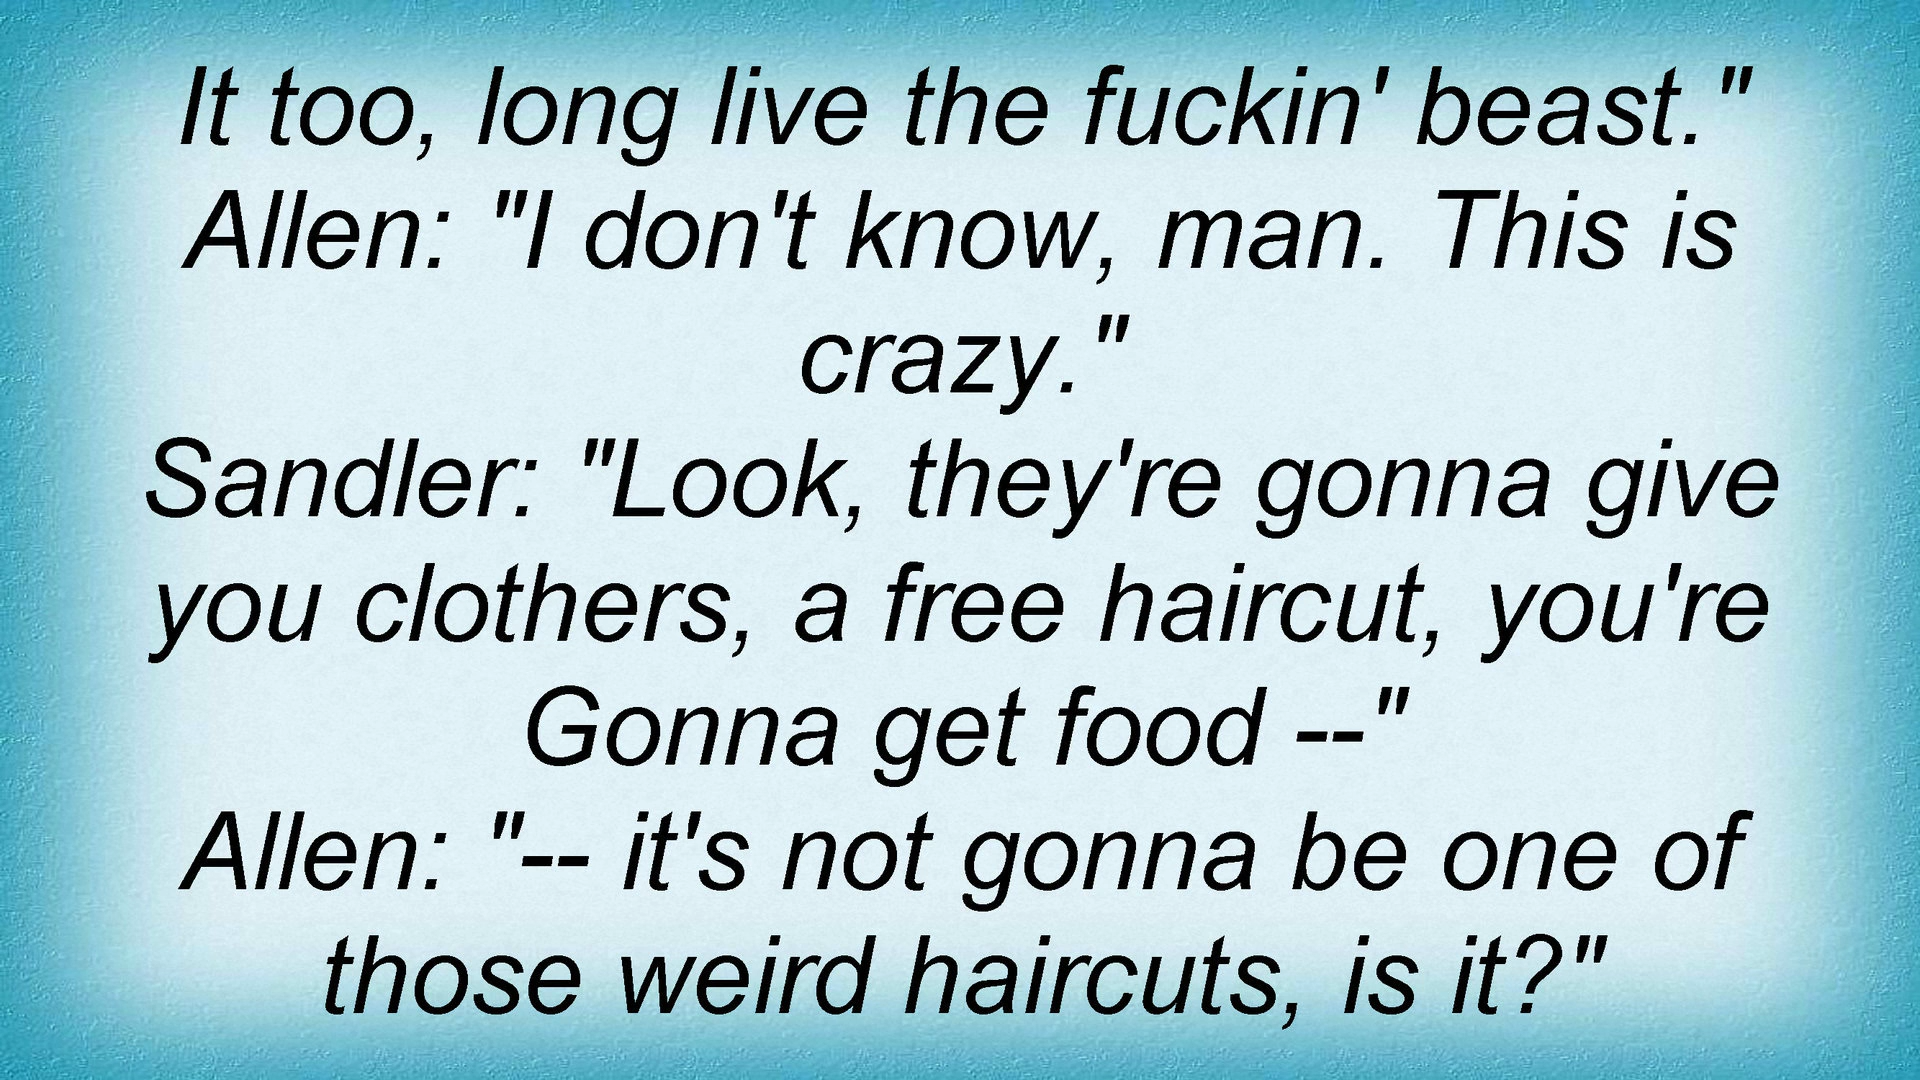 It too, long live the fuckin' beast."
Allen: "I don't know, man. This is
crazy."
Sandler: "Look, they're gonna give
you clothers, a free haircut, you're
Gonna get food --"
Allen: "-- it's not gonna be one of
those weird haircuts, is it?"